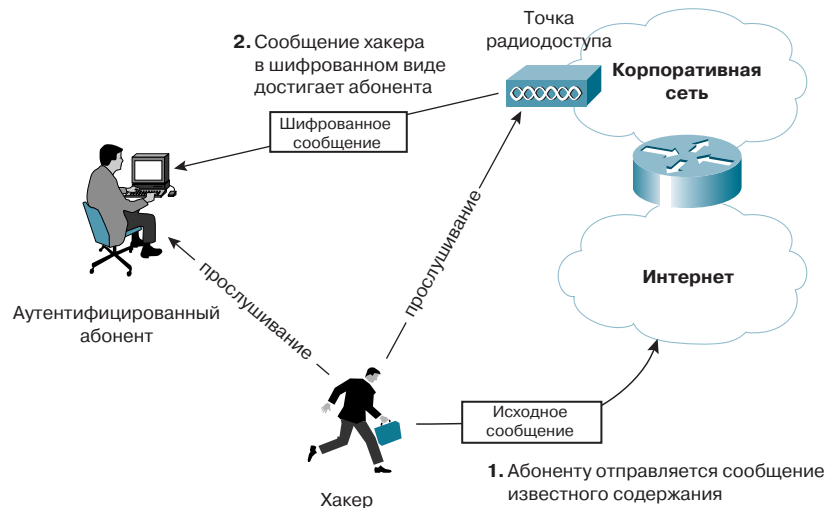 Точка
радиодоступа
2. Сообщение хакера
в шифрованном виде
достигает абонента
Корпоративная
сеть
Шифрованное
сообщение
прослушивание
прослушивание
Интернет
Аутентифицированный
абонент
Исходное
сообщение
1. Абоненту отправляется сообщение
известного содержания
Хакер